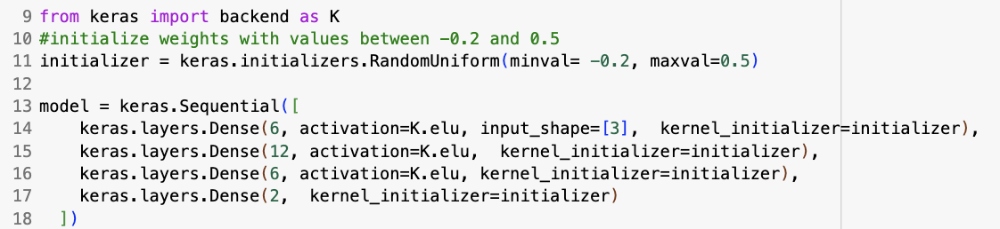 9 from keras import backend as K
10 #initialize weights with values between -0.2 and 0.5
11 initializer = keras.initializers.RandomUniform(minval= -0.2, maxval=0.5)
12
13 model = keras.Sequential([
14     keras.layers.Dense(6, activation=K.elu, input_shape=[3],  kernel_initializer=initializer),
15     keras.layers.Dense(12, activation=K.elu,  kernel_initializer=initializer),
16     keras.layers.Dense(6, activation=K.elu, kernel_initializer=initializer),
17     keras.layers.Dense(2,  kernel_initializer=initializer)
18   ])